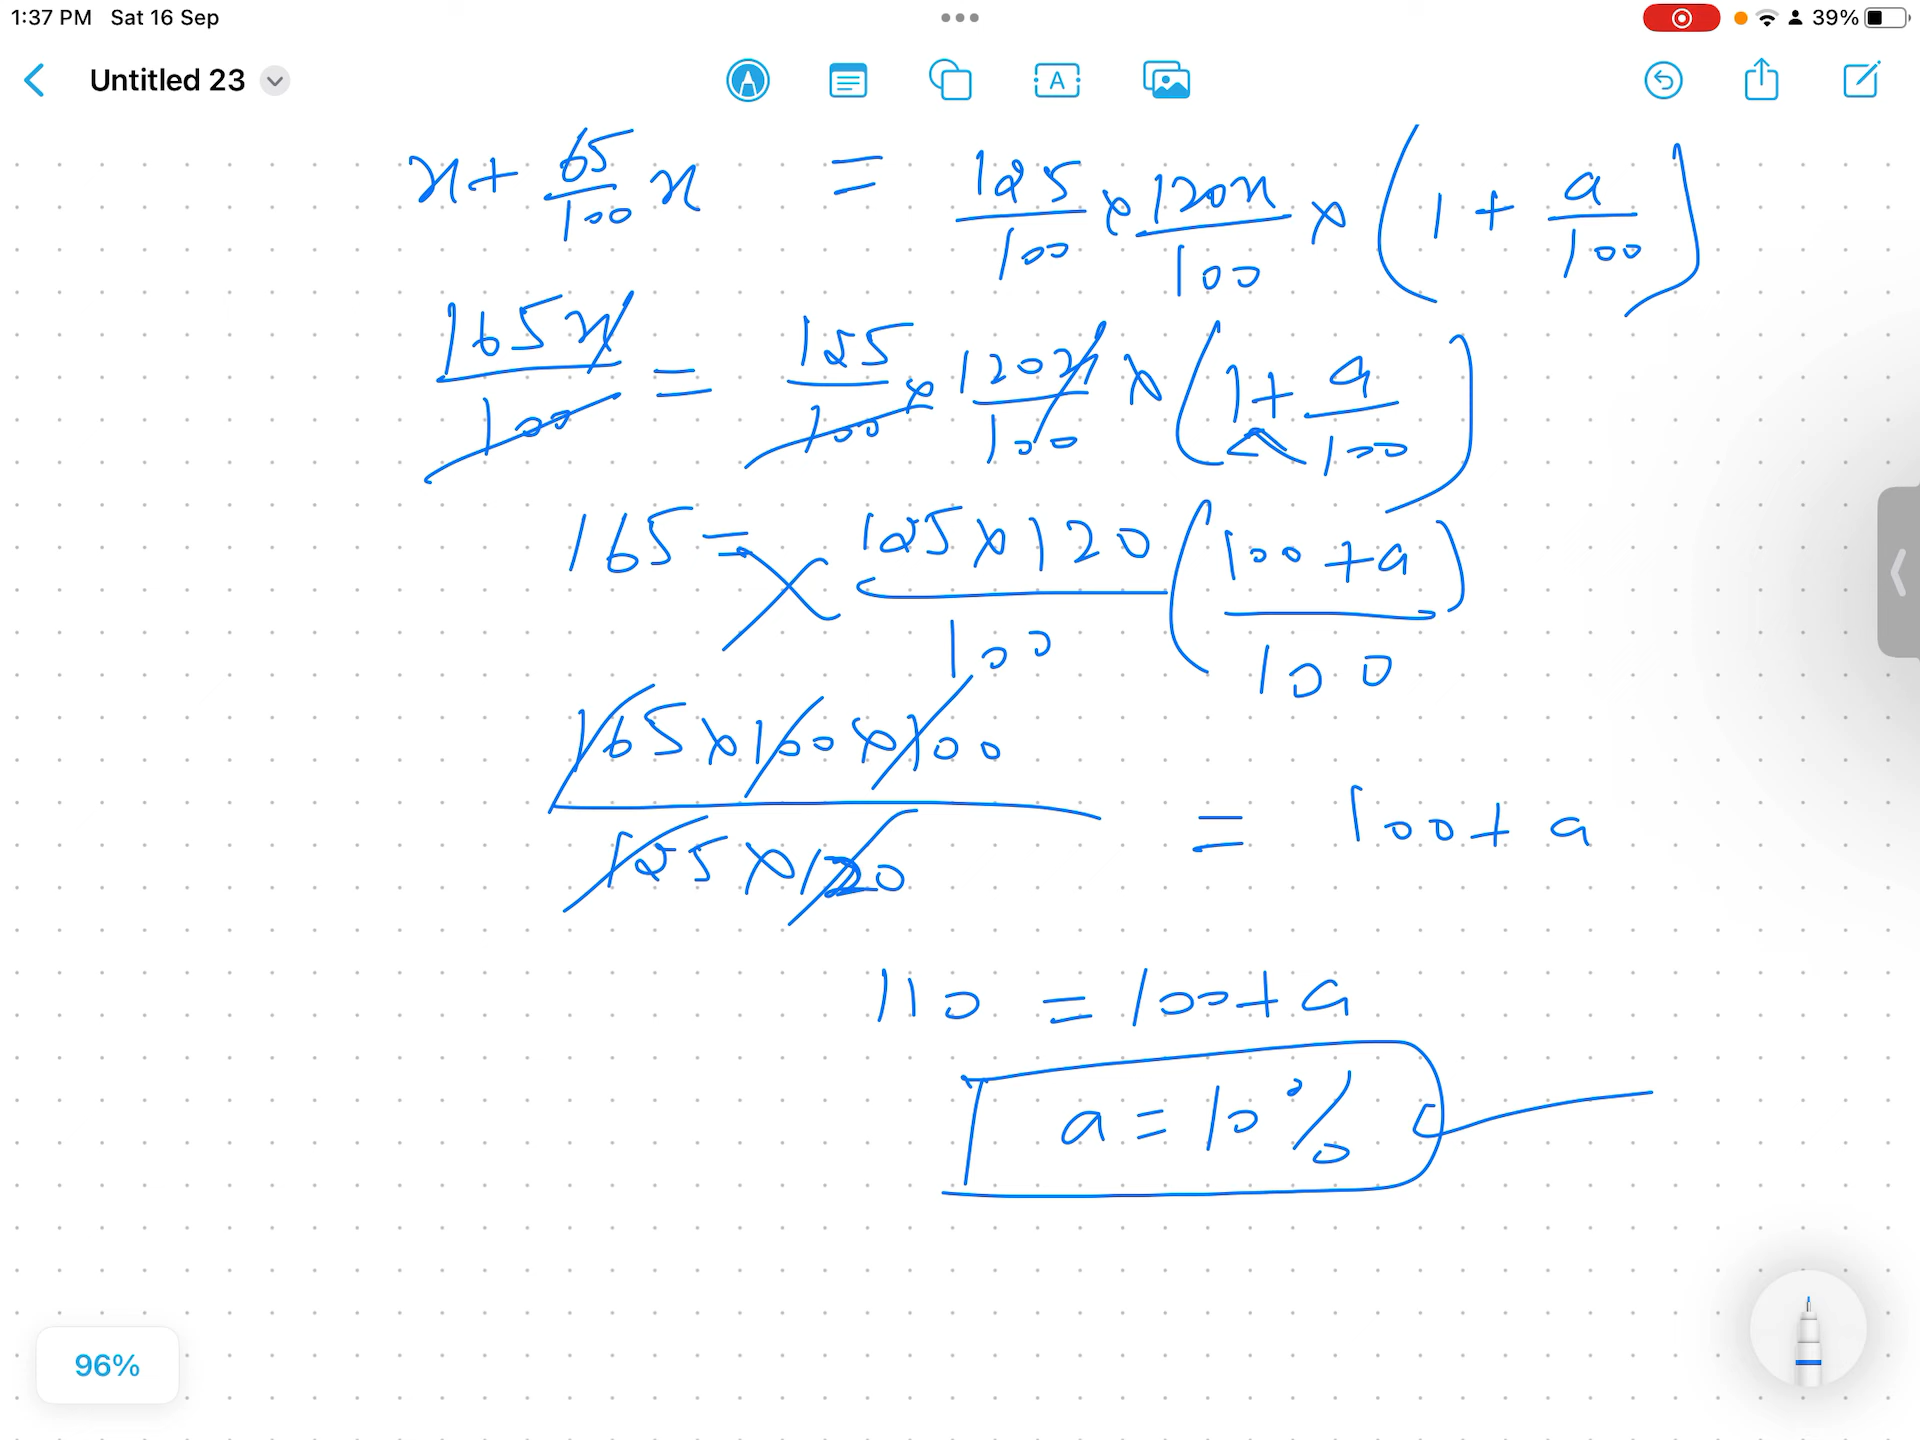 1:37 PM Sat 16 Sep 39%
Untitled 23 A
x + 65/100 x = 125/100 × 120x/100 × (1 + a/100)
165x/100 = 125/100 × 120x/100 × (1 + a/100)
165 = 125 × 120/100 (100 + a/100)
165 × 100 × 100/125 × 120 = 100 + a
110 = 100 + a
a = 10%
96%